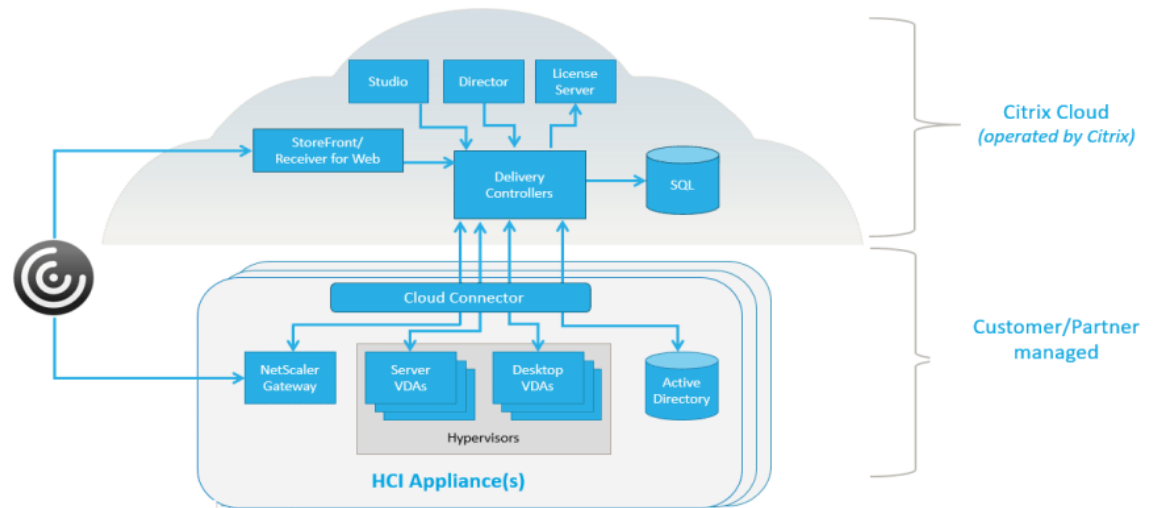 Studio
Director
License
Server
StoreFront/
Receiver for Web
Delivery
Controllers
SQL
Citrix Cloud
(operated by Citrix)
Cloud Connector
NetScaler
Gateway
Server
VDAs
Desktop
VDAs
Active
Directory
Hypervisors
HCI Appliance(s)
Customer/Partner
managed